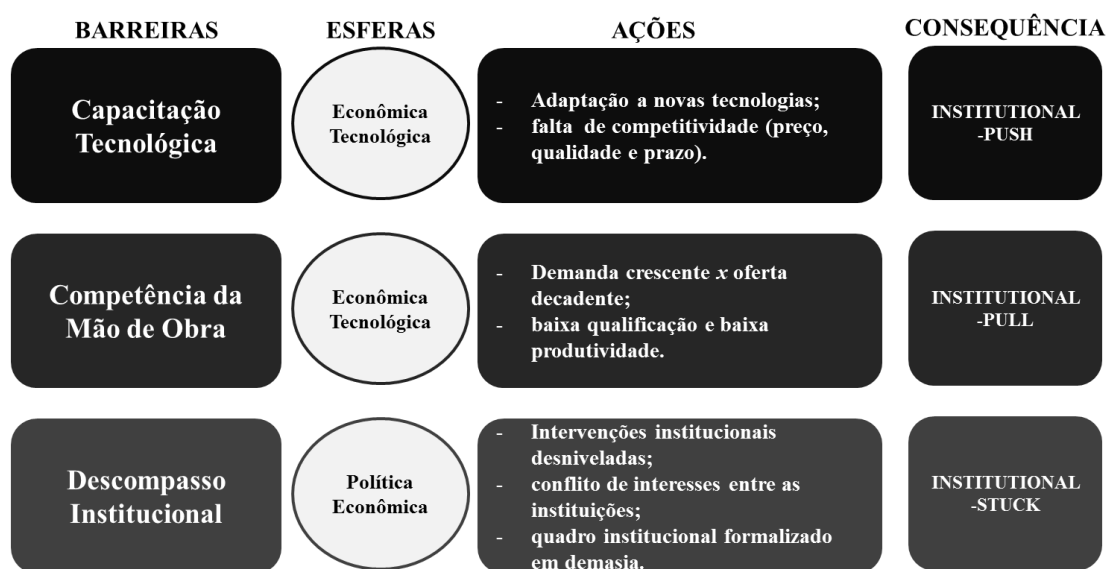 BARREIRAS ESFERAS AÇÕES CONSEQUÊNCIA
Capacitação
Tecnológica
Econômica
Tecnológica
- Adaptação a novas tecnologias;
- falta de competitividade (preço,
qualidade e prazo).
INSTITUTIONAL
-PUSH
Competência da
Mão de Obra
Econômica
Tecnológica
- Demanda crescente x oferta
decadente;
- baixa qualificação e baixa
produtividade.
INSTITUTIONAL
-PULL
Descompasso
Institucional
Política
Econômica
- Intervenções institucionais
desniveladas;
- conflito de interesses entre as
instituições;
- quadro institucional formalizado
em demasia.
INSTITUTIONAL
-STUCK